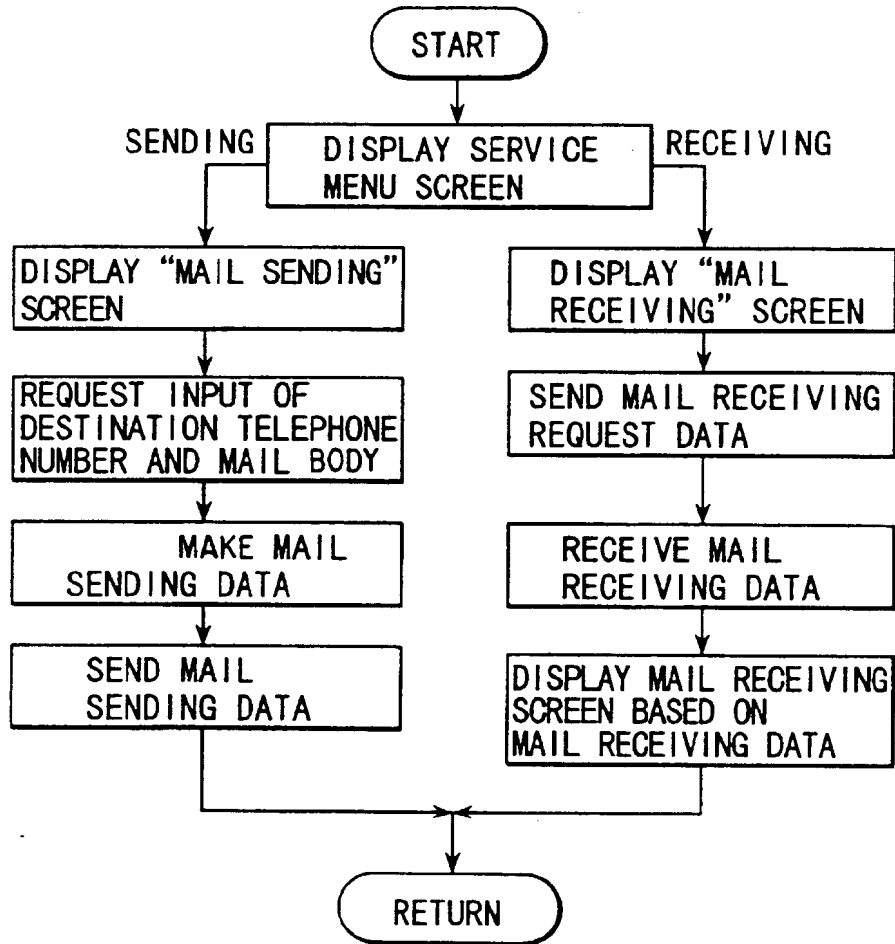 START
SENDING
DISPLAY SERVICE
MENU SCREEN
RECEIVING
DISPLAY “MAIL SENDING”
SCREEN
REQUEST INPUT OF
DESTINATION TELEPHONE
NUMBER AND MAIL BODY
MAKE MAIL
SENDING DATA
SEND MAIL
SENDING DATA
DISPLAY “MAIL
RECEIVING” SCREEN
SEND MAIL RECEIVING
REQUEST DATA
RECEIVE MAIL
RECEIVING DATA
DISPLAY MAIL RECEIVING
SCREEN BASED ON
MAIL RECEIVING DATA
RETURN